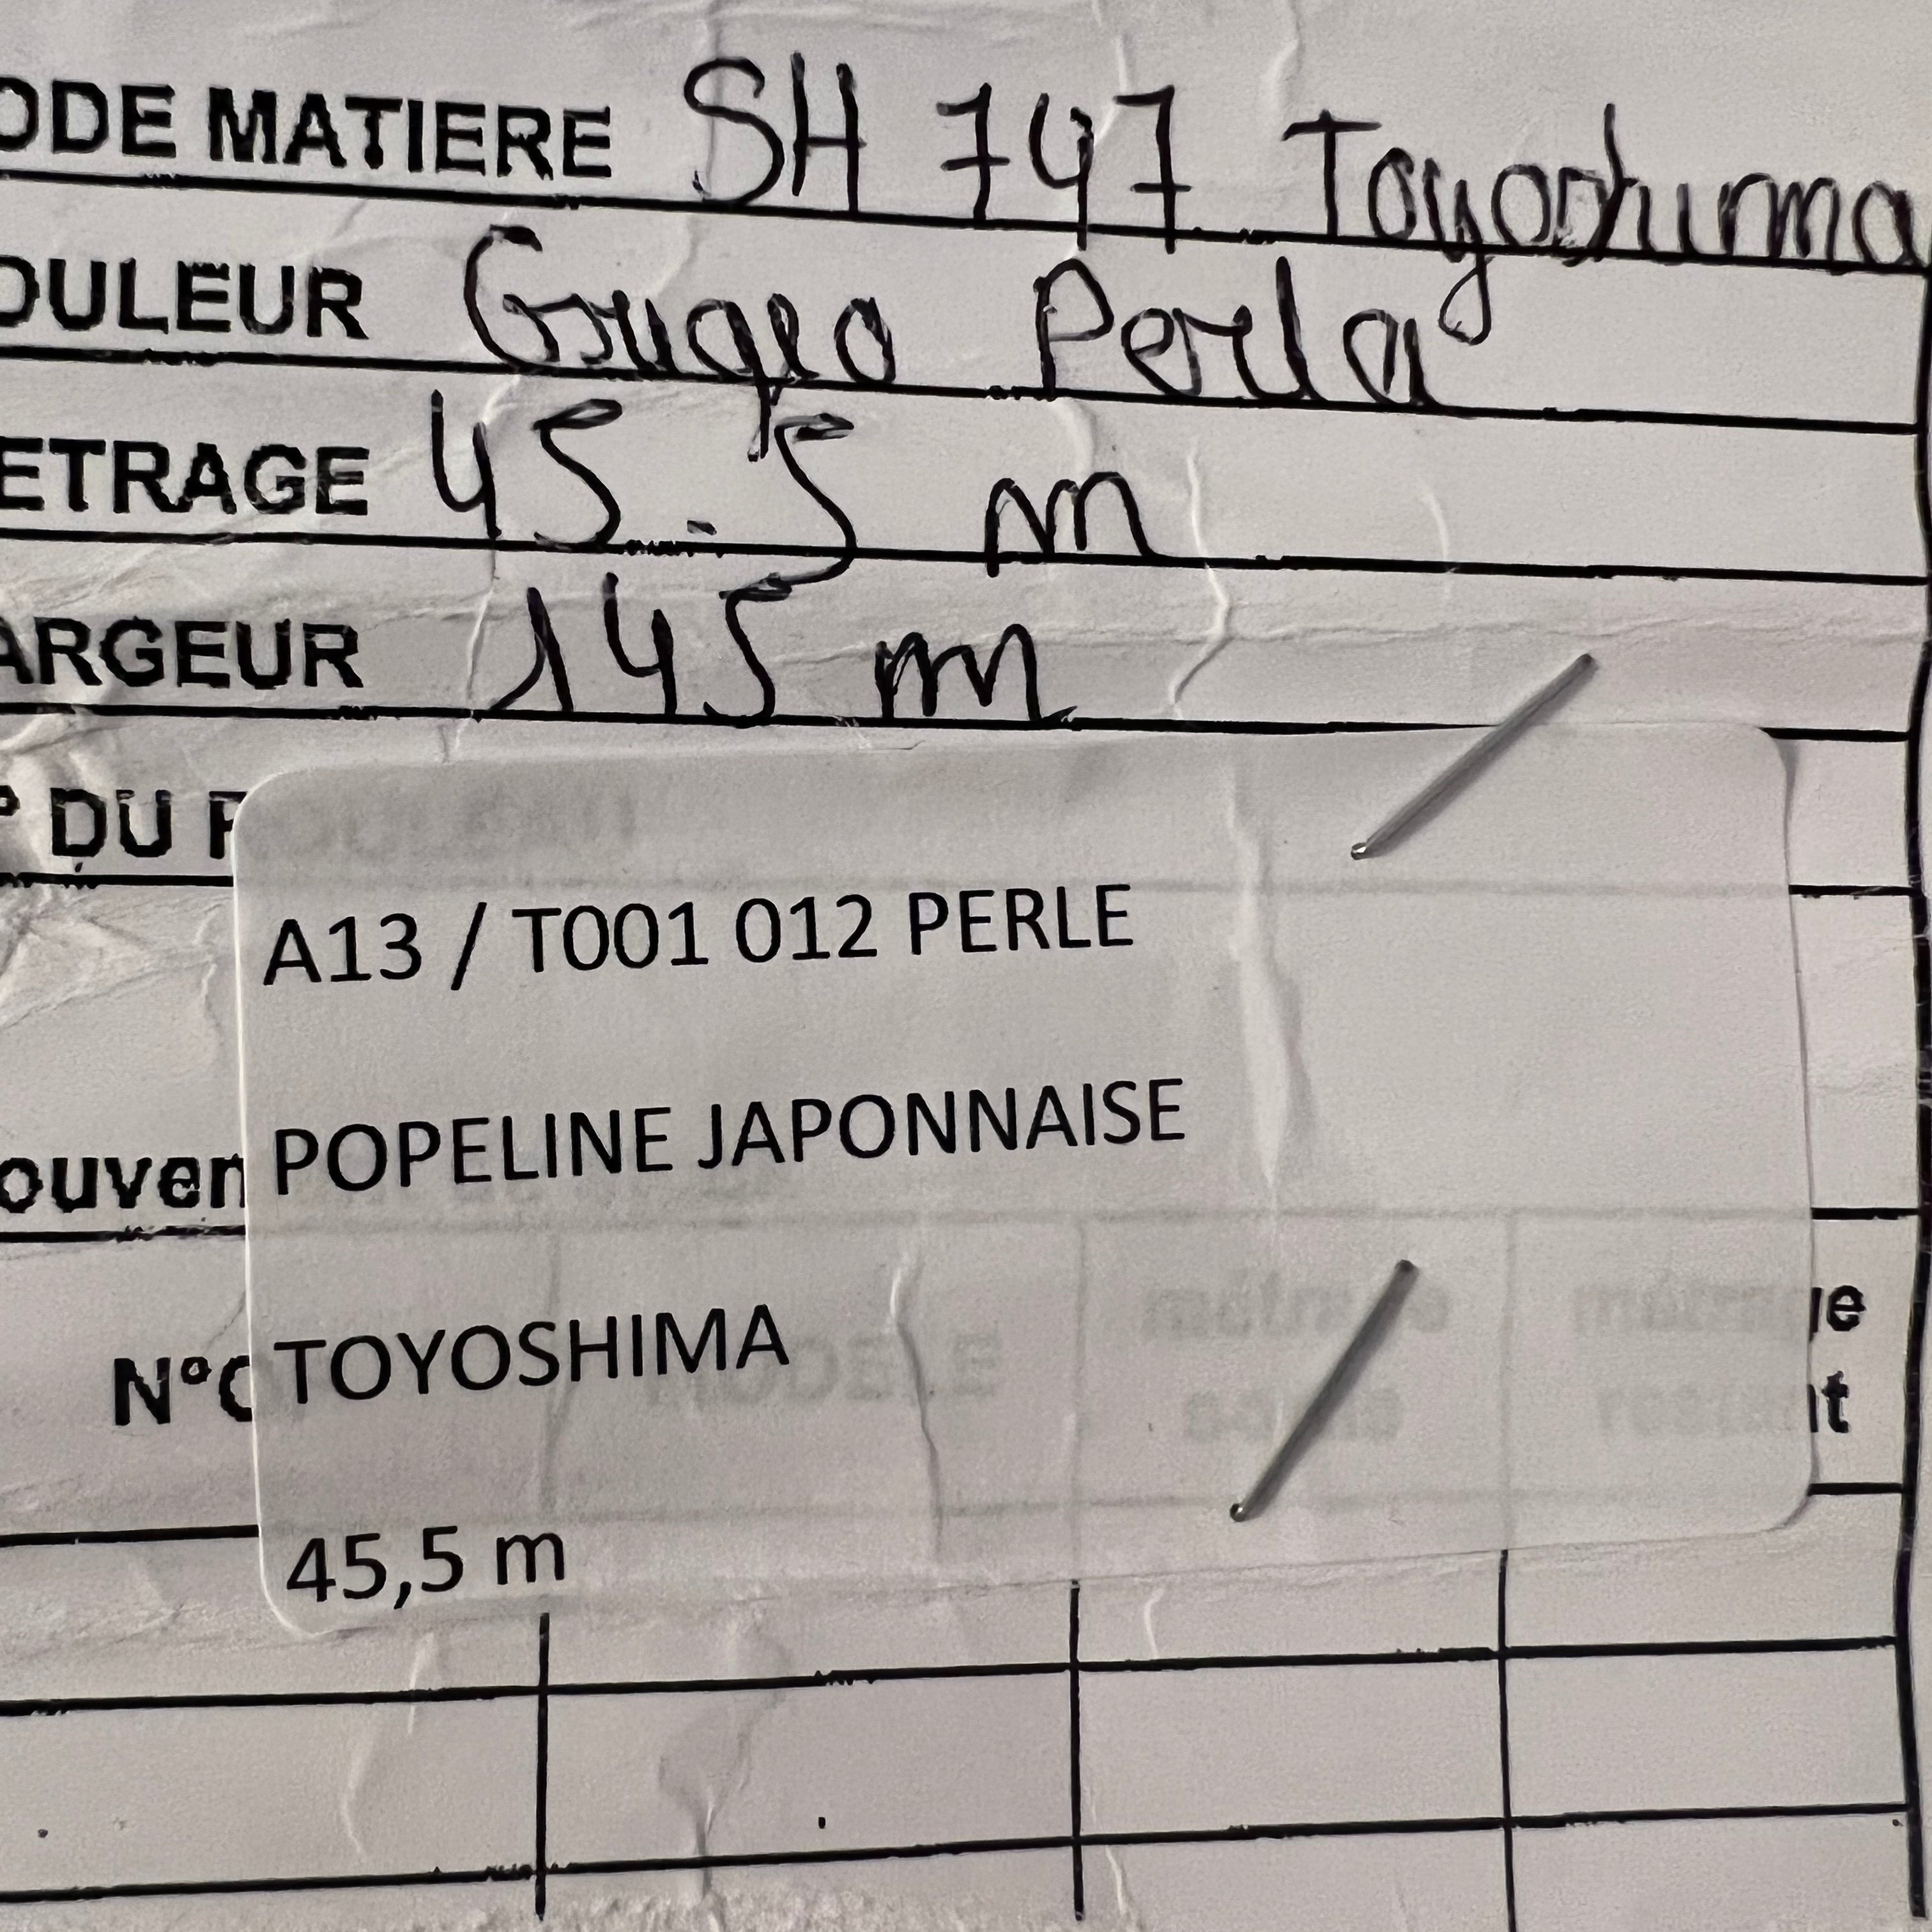 ODE MATIERE SH 747 Toyoshima
OULEUR Grigio Perla
ETRAGE 45.5 m
ARGEUR 145 m
° DU
A13 / T001 012 PERLE
ouven POPELINE JAPONNAISE
N°C TOYOSHIMA
45,5 m